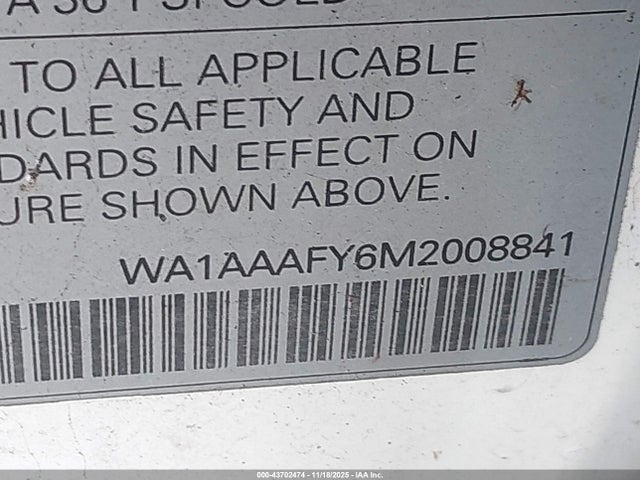 TO ALL APPLICABLE
HICLE SAFETY AND
DARDS IN EFFECT ON
URE SHOWN ABOVE.
WA1AAAFY6M2008841
000-43702474 - 11/18/2025 - IAA Inc.